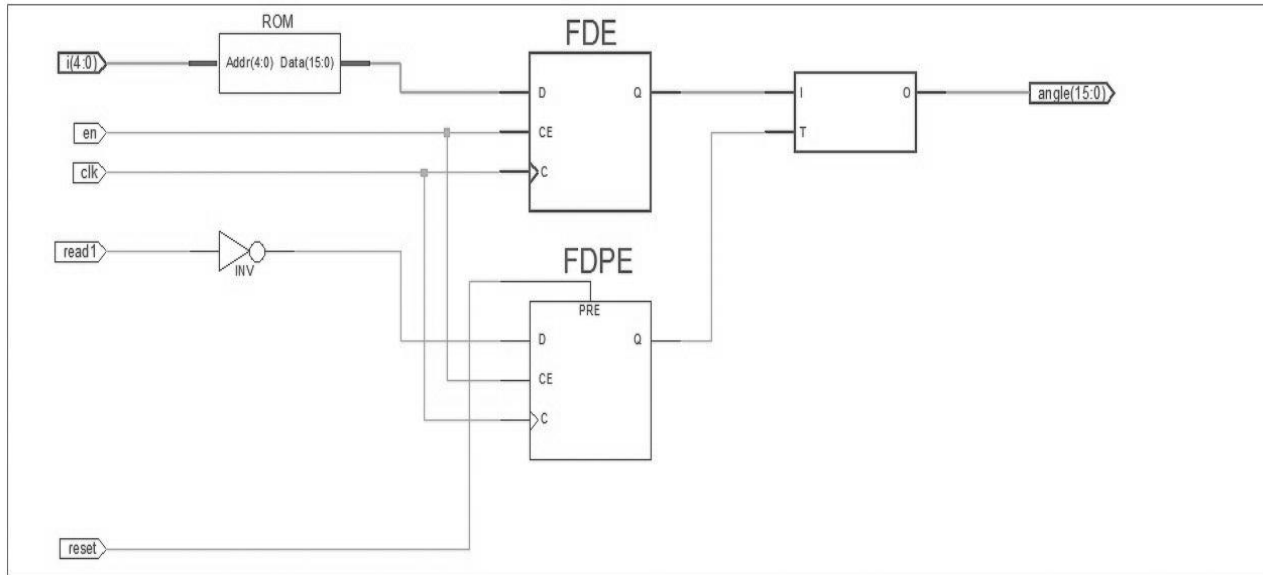 ROM
i(4:0)
Addr(4:0) Data(15:0)
FDE
D
Q
I
O
angle(15:0)
en
CE
T
clk
C
read1
INV
FDPE
PRE
D
Q
CE
C
reset